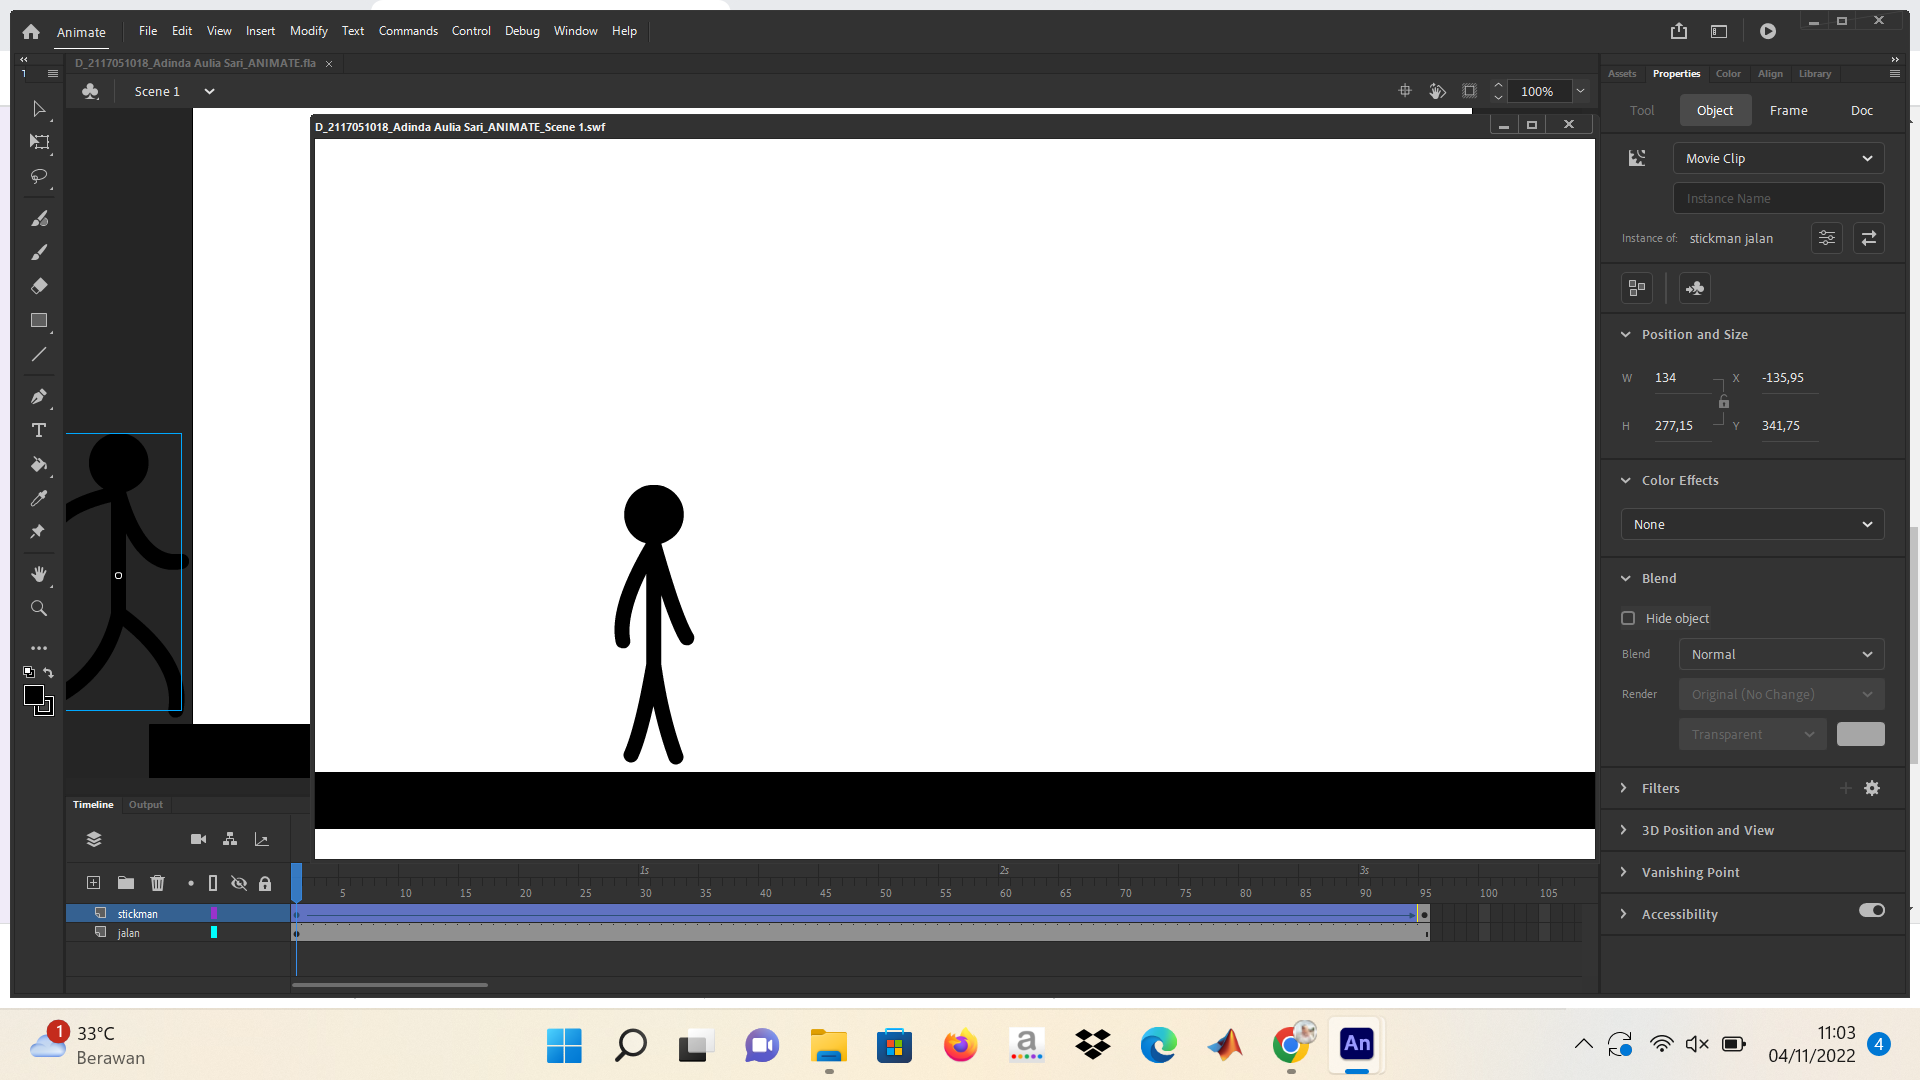 Animate File Edit View Insert Modify Text Commands Control Debug Window Help
D_2117051018_Adinda Aulia Sari_ANIMATE.fla
Scene 1
100%
D_2117051018_Adinda Aulia Sari_ANIMATE_Scene 1.swf
Assets Properties Color Align Library
Tool Object Frame Doc
Movie Clip
Instance Name
Instance of: stickman jalan
Position and Size
W 134 X -135,95
H 277,15 Y 341,75
Color Effects
None
Blend
Hide object
Blend Normal
Render Original (No Change)
Transparent
Filters
3D Position and View
Vanishing Point
Accessibility
Timeline Output
1s 2s 3s
5 10 15 20 25 30 35 40 45 50 55 60 65 70 75 80 85 90 95 100 105
stickman
jalan
1
33°C
Berawan
a
An
11:03
04/11/2022
4